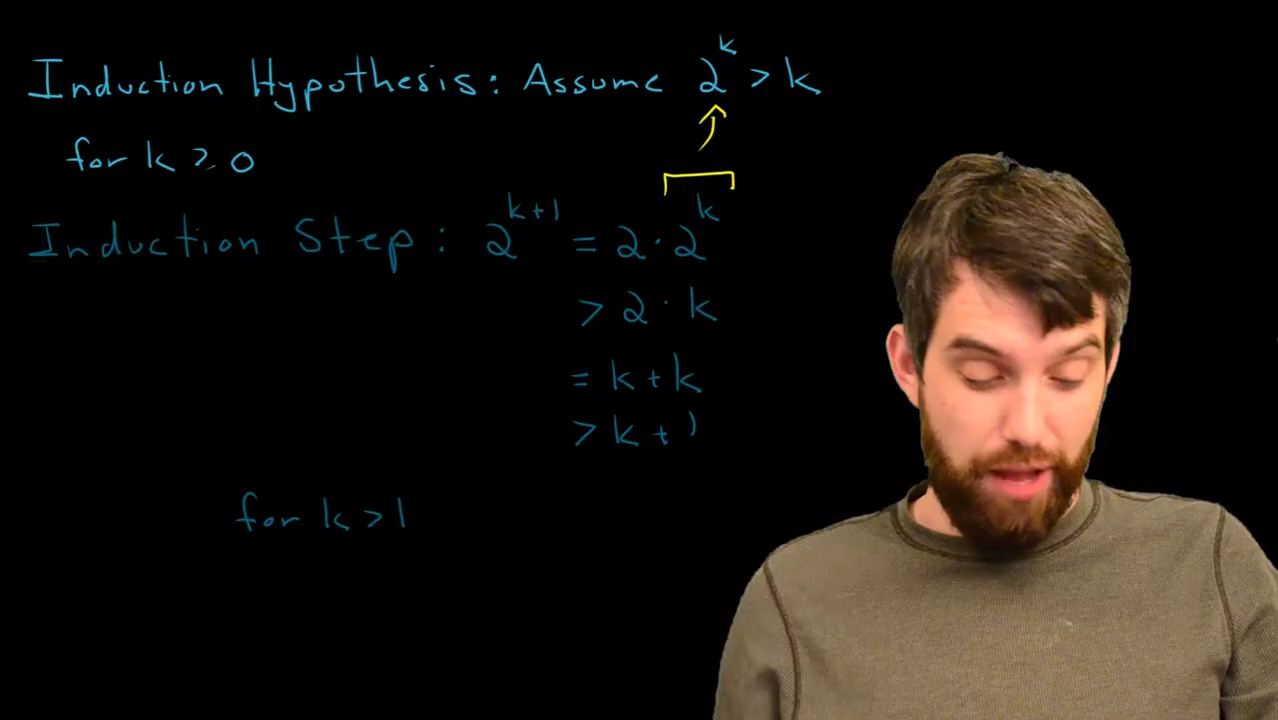 Induction Hypothesis: Assume 2^k > k
for k ≥ 0
Induction Step: 2^{k+1} = 2·2^k
> 2·k
= k+k
> k+1
for k>1